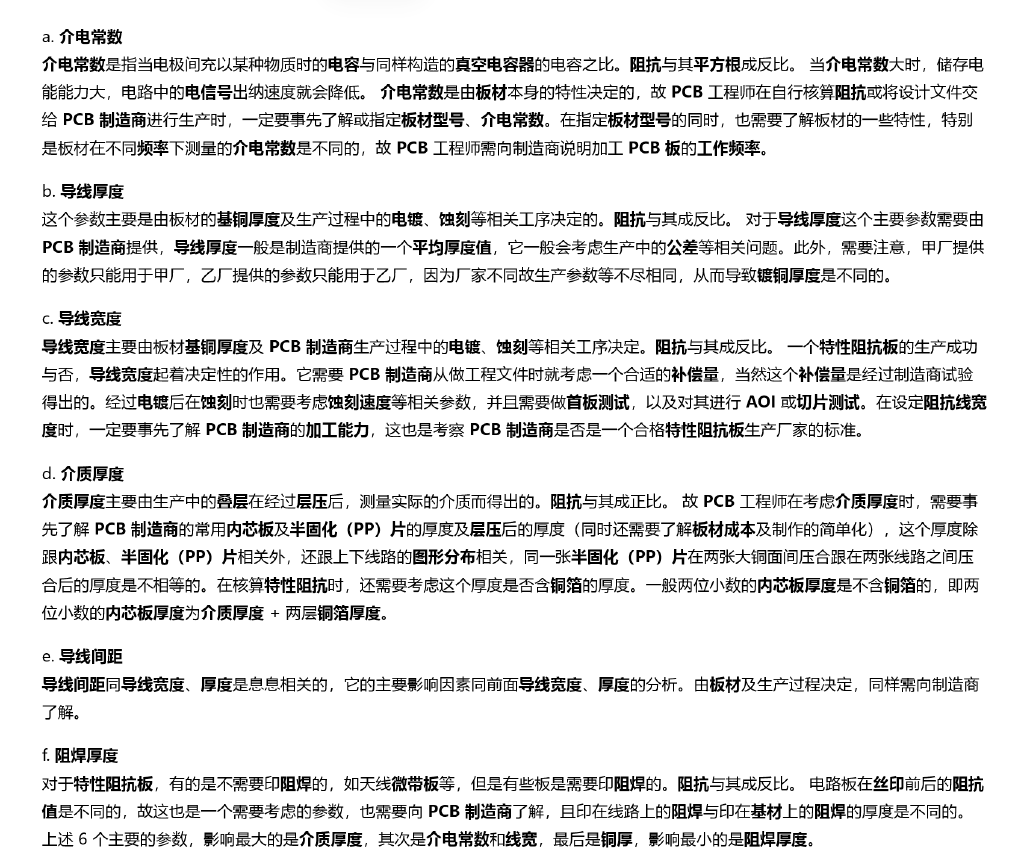 a. 介电常数
介电常数是指当电极间充以某种物质时的电容与同样构造的真空电容器的电容之比。阻抗与其平方根成反比。 当介电常数大时，储存电
能能力大，电路中的电信号出纳速度就会降低。 介电常数是由板材本身的特性决定的，故 PCB 工程师在自行核算阻抗或将设计文件交
给 PCB 制造商进行生产时，一定要事先了解或指定板材型号、介电常数。在指定板材型号的同时，也需要了解板材的一些特性，特别
是板材在不同频率下测量的介电常数是不同的，故 PCB 工程师需向制造商说明加工 PCB 板的工作频率。
b. 导线厚度
这个参数主要是由板材的基铜厚度及生产过程中的电镀、蚀刻等相关工序决定的。阻抗与其成反比。 对于导线厚度这个主要参数需要由
PCB 制造商提供，导线厚度一般是制造商提供的一个平均厚度值，它一般会考虑生产中的公差等相关问题。此外，需要注意，甲厂提供
的参数只能用于甲厂，乙厂提供的参数只能用于乙厂，因为厂家不同故生产参数等不尽相同，从而导致镀铜厚度是不同的。
c. 导线宽度
导线宽度主要由板材基铜厚度及 PCB 制造商生产过程中的电镀、蚀刻等相关工序决定。阻抗与其成反比。 一个特性阻抗板的生产成功
与否，导线宽度起着决定性的作用。它需要 PCB 制造商从做工程文件时就考虑一个合适的补偿量，当然这个补偿量是经过制造商试验
得出的。经过电镀后在蚀刻时也需要考虑蚀刻速度等相关参数，并且需要做首板测试，以及对其进行 AOI 或切片测试。在设定阻抗线宽
度时，一定要事先了解 PCB 制造商的加工能力，这也是考察 PCB 制造商是否是一个合格特性阻抗板生产厂家的标准。
d. 介质厚度
介质厚度主要由生产中的叠层在经过层压后，测量实际的介质而得出的。阻抗与其成正比。 故 PCB 工程师在考虑介质厚度时，需要事
先了解 PCB 制造商的常用内芯板及半固化（PP）片的厚度及层压后的厚度（同时还需要了解板材成本及制作的简单化），这个厚度除
跟内芯板、半固化（PP）片相关外，还跟上下线路的图形分布相关，同一张半固化（PP）片在两张大铜面间压合跟在两张线路之间压
合后的厚度是不相等的。在核算特性阻抗时，还需要考虑这个厚度是否含铜箔的厚度。一般两位小数的内芯板厚度是不含铜箔的，即两
位小数的内芯板厚度为介质厚度 + 两层铜箔厚度。
e. 导线间距
导线间距同导线宽度、厚度是息息相关的，它的主要影响因素同前面导线宽度、厚度的分析。由板材及生产过程决定，同样需向制造商
了解。
f. 阻焊厚度
对于特性阻抗板，有的是不需要印阻焊的，如天线微带板等，但是有些板是需要印阻焊的。阻抗与其成反比。 电路板在丝印前后的阻抗
值是不同的，故这也是一个需要考虑的参数，也需要向 PCB 制造商了解，且印在线路上的阻焊与印在基材上的阻焊的厚度是不同的。
上述 6 个主要的参数，影响最大的是介质厚度，其次是介电常数和线宽，最后是铜厚，影响最小的是阻焊厚度。